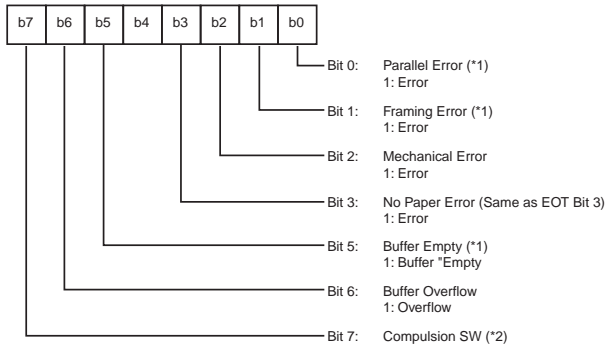 b7 b6 b5 b4 b3 b2 b1 b0
Bit 0: Parallel Error (*1)
1: Error
Bit 1: Framing Error (*1)
1: Error
Bit 2: Mechanical Error
1: Error
Bit 3: No Paper Error (Same as EOT Bit 3)
1: Error
Bit 5: Buffer Empty (*1)
1: Buffer "Empty
Bit 6: Buffer Overflow
1: Overflow
Bit 7: Compulsion SW (*2)